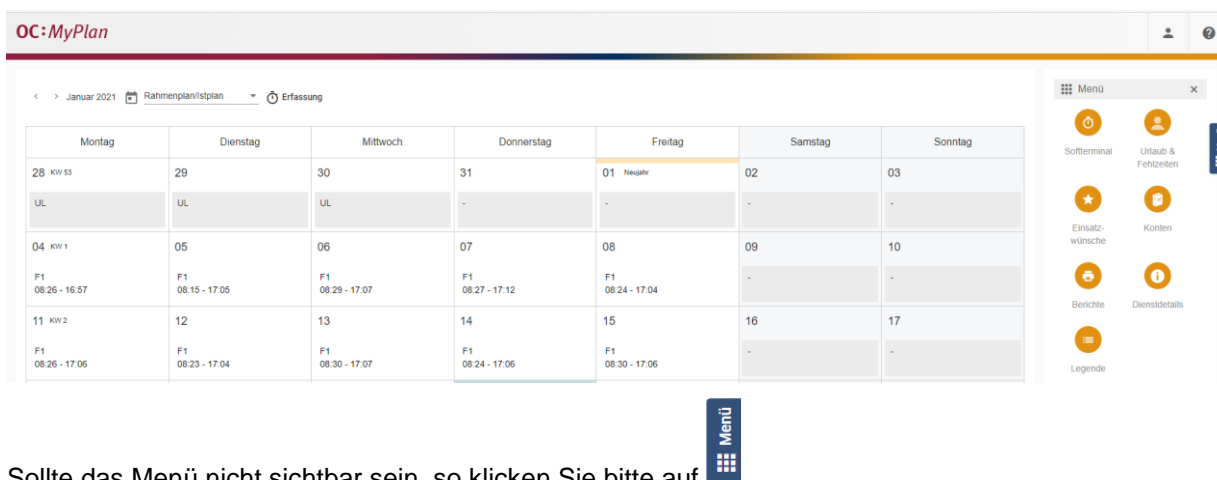 OC:MyPlan
Januar 2021 Rahmenplan/Istplan Erfassung
Menü
Montag Dienstag Mittwoch Donnerstag Freitag Samstag Sonntag
28 KW 53 29 30 31 01 Neujahr 02 03
UL UL UL - - - -
04 KW 1 05 06 07 08 09 10
F1 F1 F1 F1 F1 - -
08:26 - 16:57 08:15 - 17:05 08:29 - 17:07 08:27 - 17:12 08:24 - 17:04
11 KW 2 12 13 14 15 16 17
F1 F1 F1 F1 F1 - -
08:26 - 17:06 08:23 - 17:04 08:30 - 17:07 08:24 - 17:06 08:30 - 17:06
Softterminal
Urlaub &
Fehlzeiten
Einsatz-
wünsche
Konten
Berichte
Dienstdetails
Legende
Menü
Sollte das Menü nicht sichtbar sein, so klicken Sie bitte auf